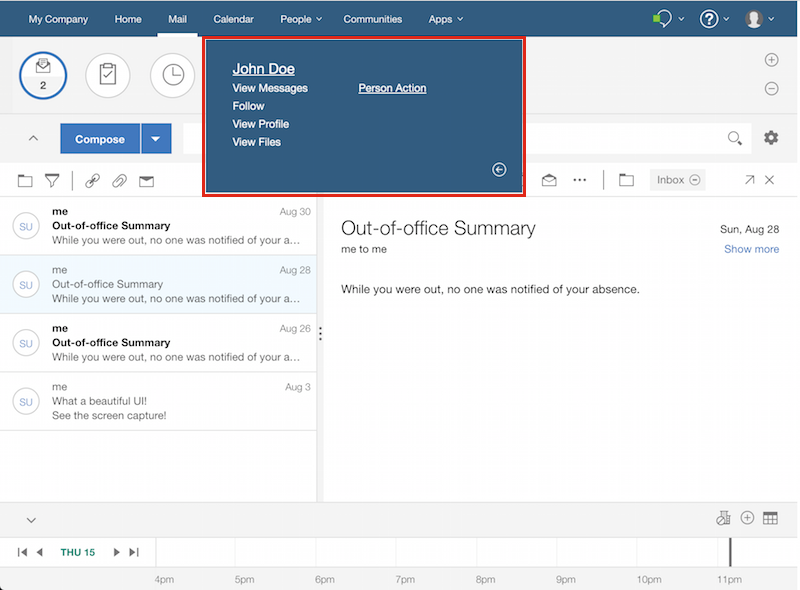 My Company Home Mail Calendar People Communities Apps
2
John Doe
View Messages Person Action
Follow
View Profile
View Files
Compose
Inbox
SU
me Aug 30
Out-of-office Summary
While you were out, no one was notified of your a...
SU
me Aug 28
Out-of-office Summary
While you were out, no one was notified of your a...
SU
me Aug 26
Out-of-office Summary
While you were out, no one was notified of your a...
SU
me Aug 3
What a beautiful UI!
See the screen capture!
Out-of-office Summary Sun, Aug 28
me to me Show more
While you were out, no one was notified of your absence.
THU 15
4pm 5pm 6pm 7pm 8pm 9pm 10pm 11pm